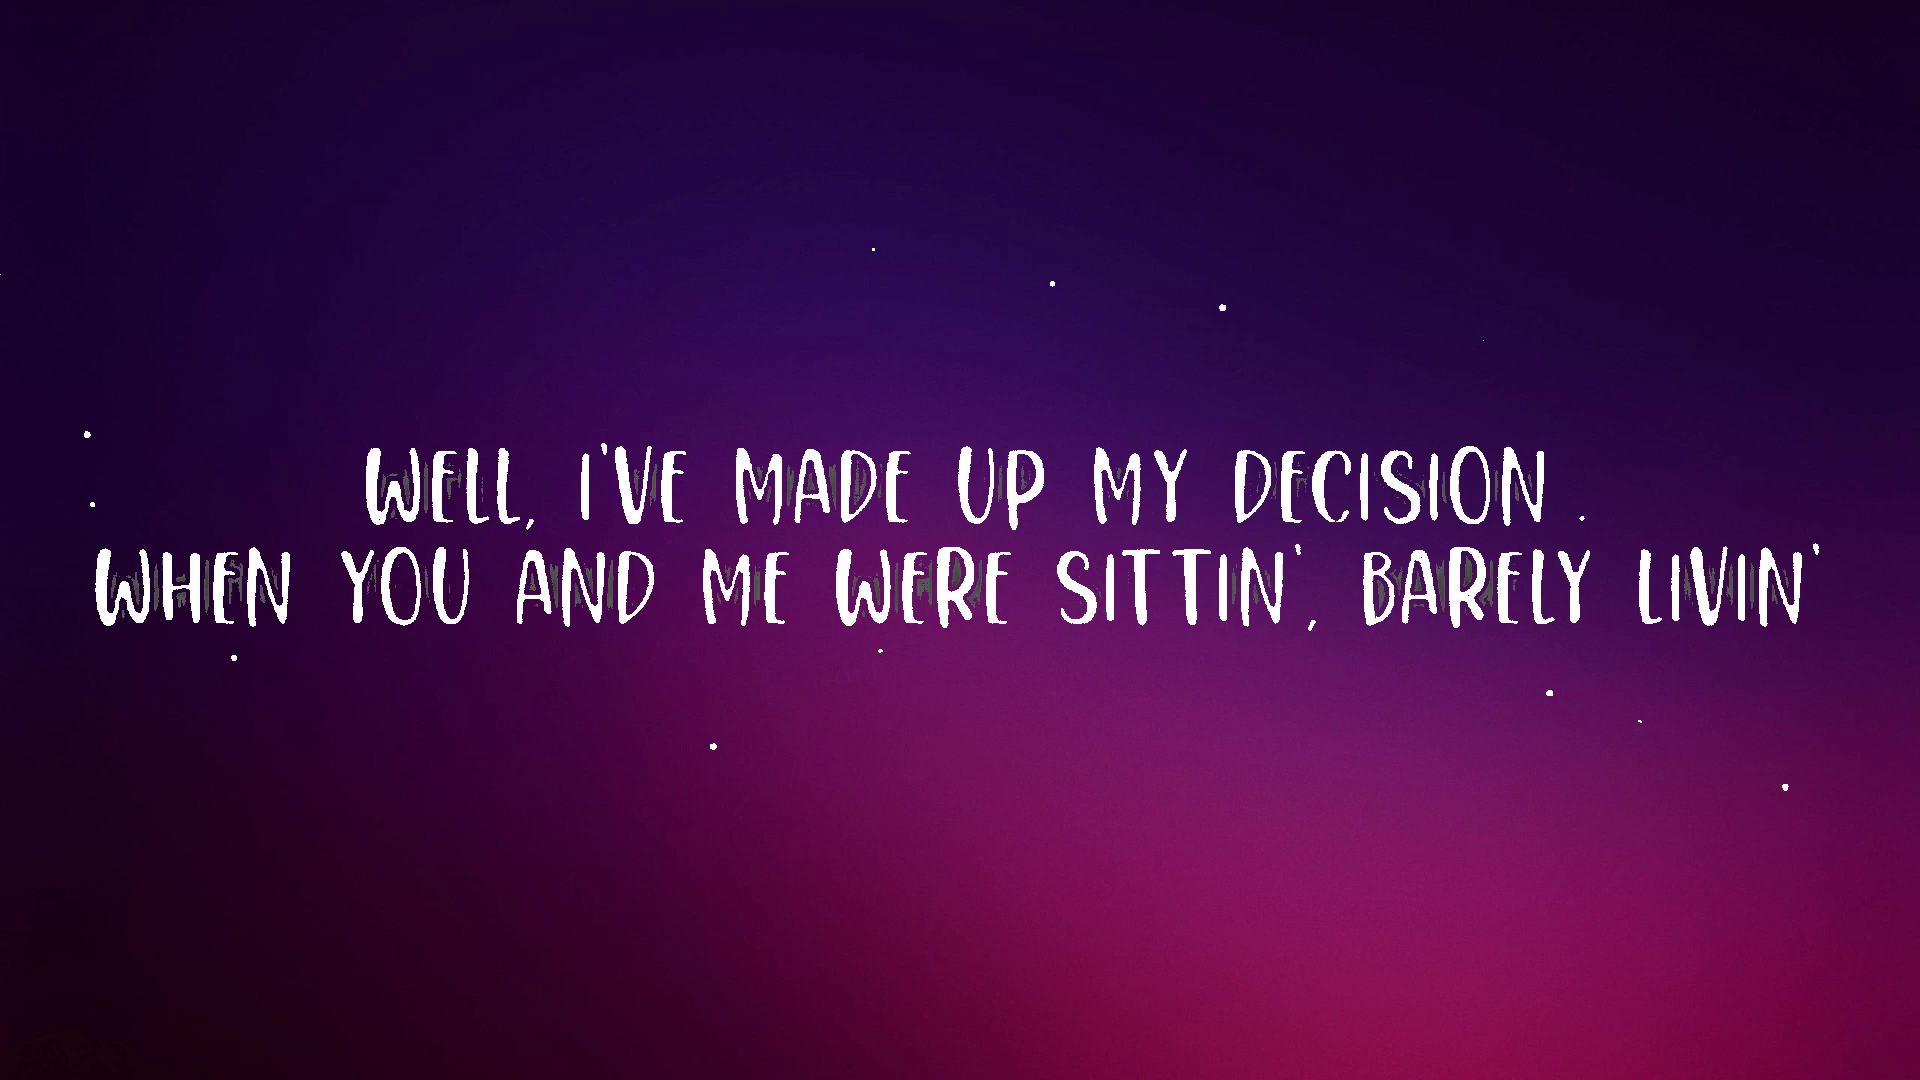 WELL, I'VE MADE UP MY DECISION .
WHEN YOU AND ME WERE SITTIN', BARELY LIVIN'